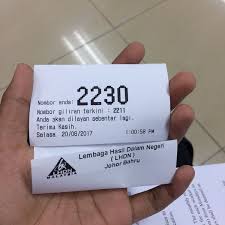 Nombor anda: 2230
Nombor giliran terkini : 2211
Anda akan dilayan sebentar lagi.
Terima Kasih.
Selasa 20/06/2017 1:00:58 PM
Lembaga Hasil Dalam Negeri
( LHDN )
Johor Bahru